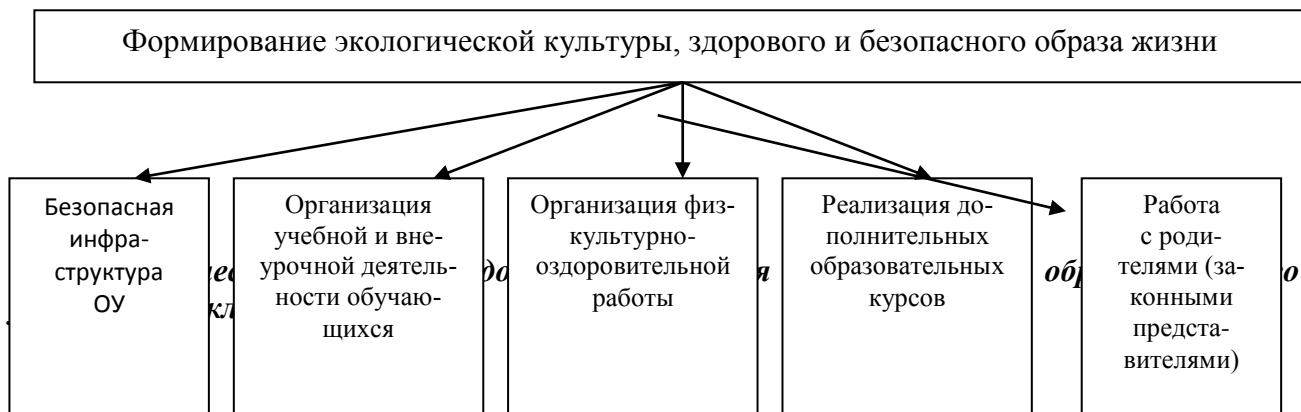 Формирование экологической культуры, здорового и безопасного образа жизни
Безопасная
инфра-
структура
ОУ
Организация
учебной и вне-
урочной деятель-
ности обучаю-
щихся
Организация физ-
культурно-
оздоровительной
работы
Реализация до-
полнительных
образовательных
курсов
Работа
с роди-
телями (за-
конными
предста-
вителями)